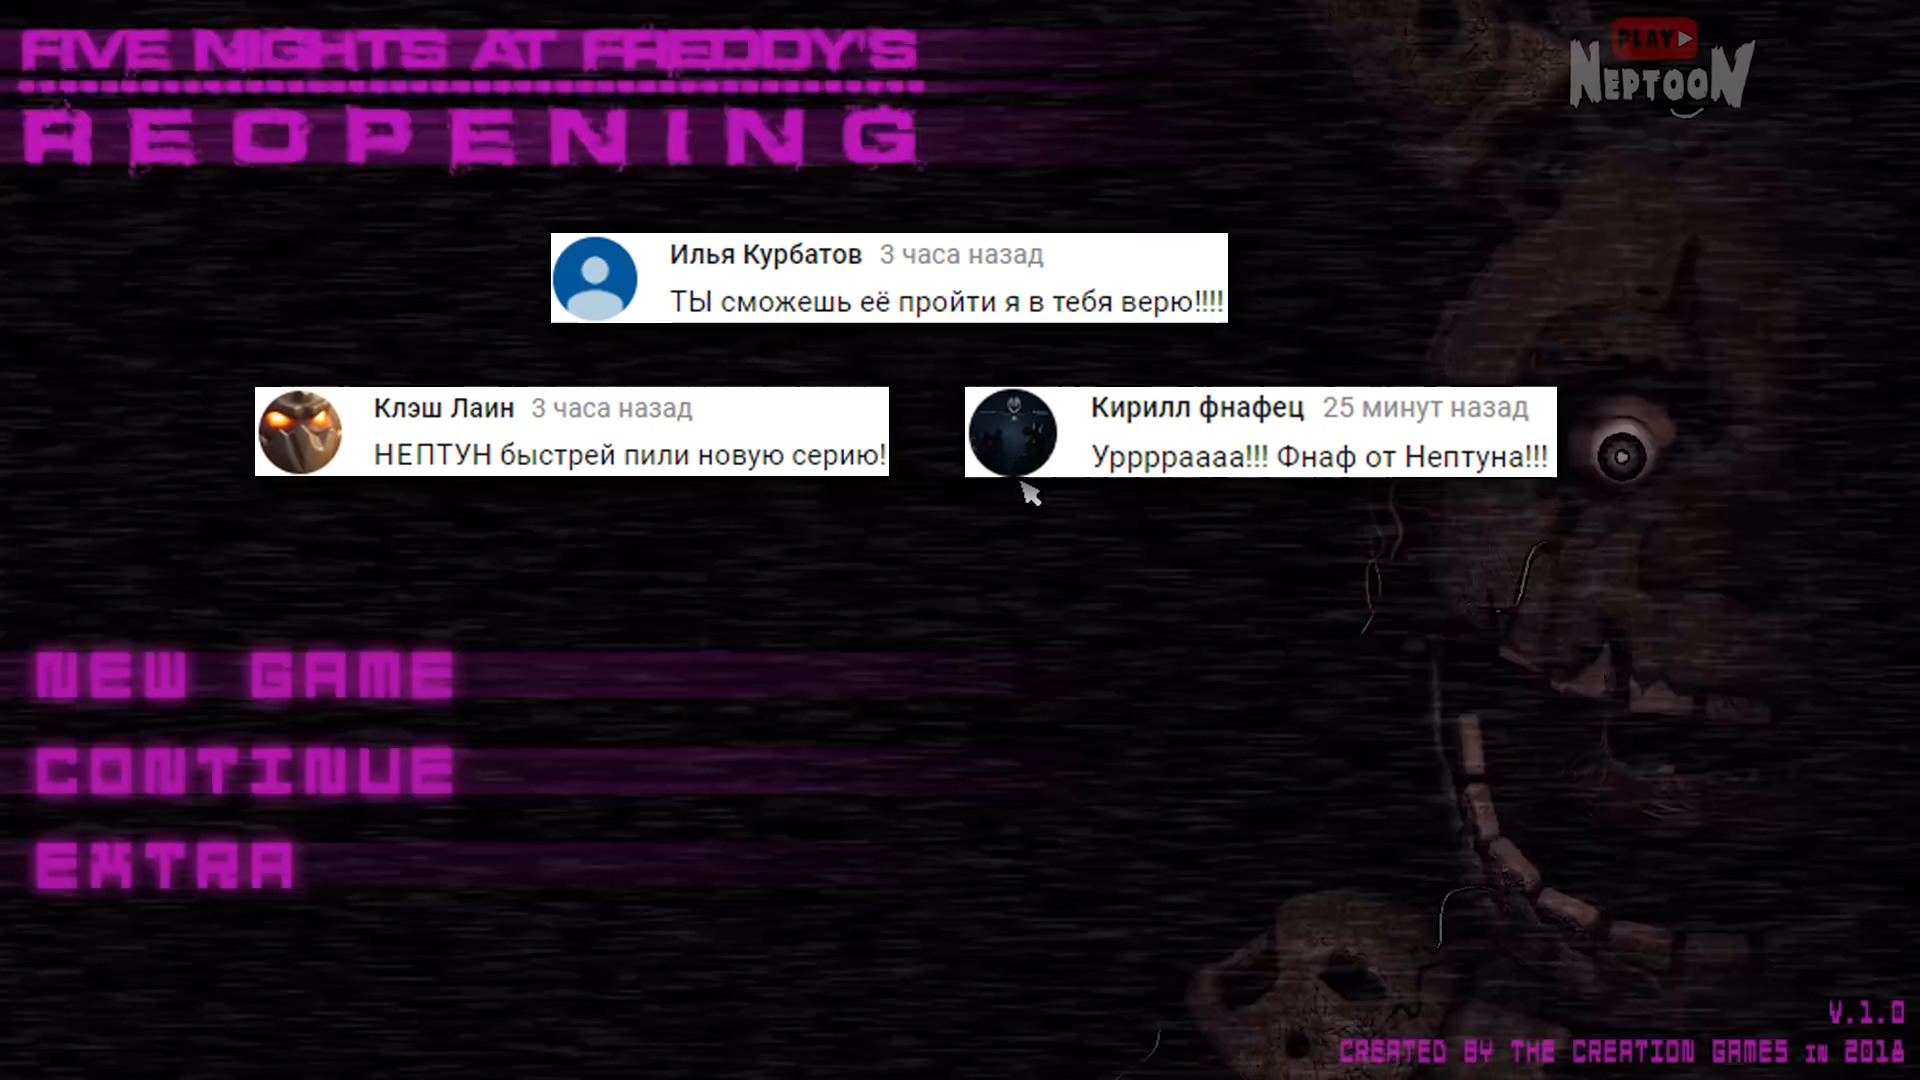 FIVE NIGHTS AT FREDDY'S
REOPENING
PLAY
NEPTOON
Илья Курбатов 3 часа назад
ТЫ сможешь её пройти я в тебя верю!!!!
Клэш Лаин 3 часа назад
НЕПТУН быстрей пили новую серию!
Кирилл фнафец 25 минут назад
Уррррaaaa!!! Фнаф от Нептуна!!!
NEW GAME
CONTINUE
EXTRA
V.1.0
CREATED BY THE CREATION GAMES IN 2018